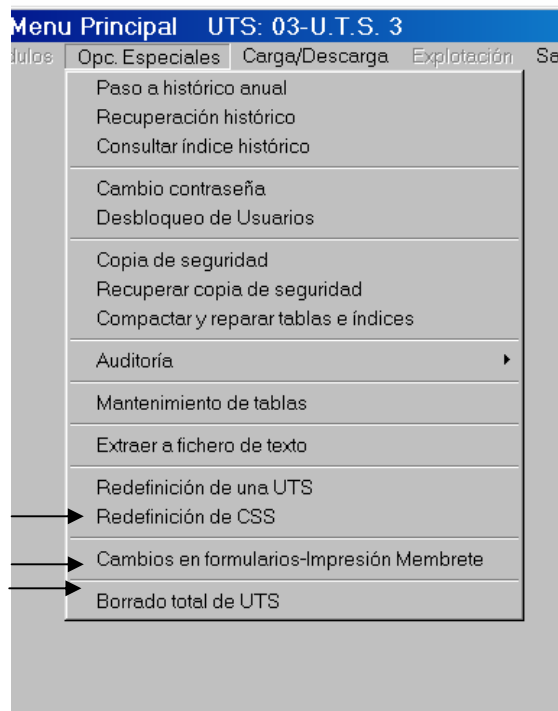 Menu Principal UTS: 03-U.T.S. 3
dulos Opc. Especiales Carga/Descarga Explotación Sa
Paso a histórico anual
Recuperación histórico
Consultar índice histórico
Cambio contraseña
Desbloqueo de Usuarios
Copia de seguridad
Recuperar copia de seguridad
Compactar y reparar tablas e índices
Auditoría
Mantenimiento de tablas
Extraer a fichero de texto
Redefinición de una UTS
Redefinición de CSS
Cambios en formularios-Impresión Membrete
Borrado total de UTS